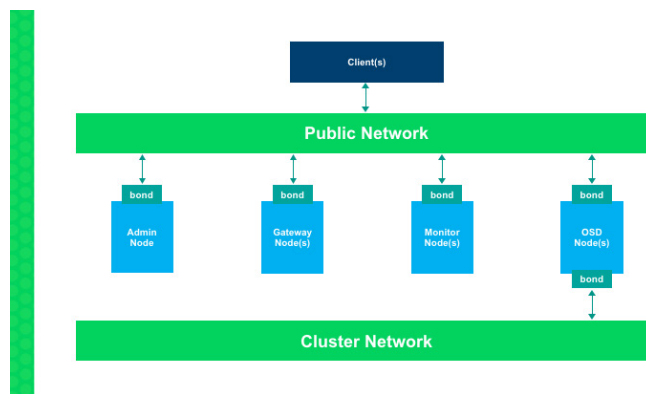 Client(s)
Public Network
bond
bond
bond
bond
Admin
Node
Gateway
Node(s)
Monitor
Node(s)
OSD
Node(s)
bond
Cluster Network